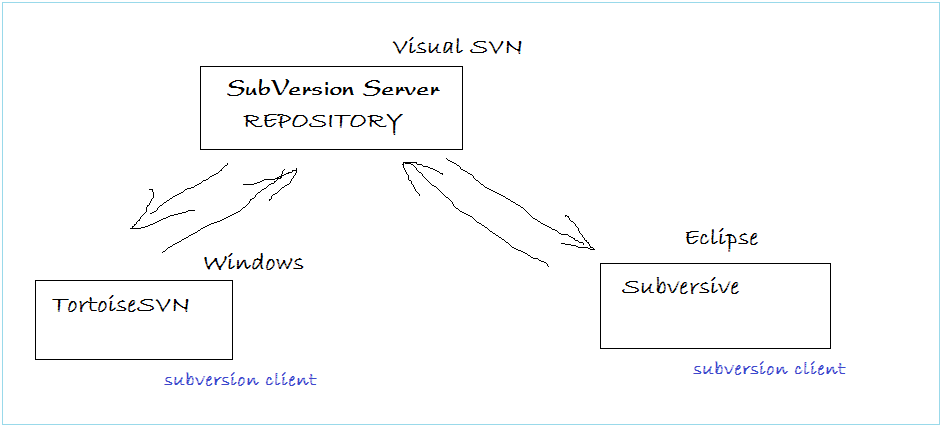 Visual SVN
SubVersion Server
REPOSITORY
Windows
TortoiseSVN
subversion client
Eclipse
Subversive
subversion client